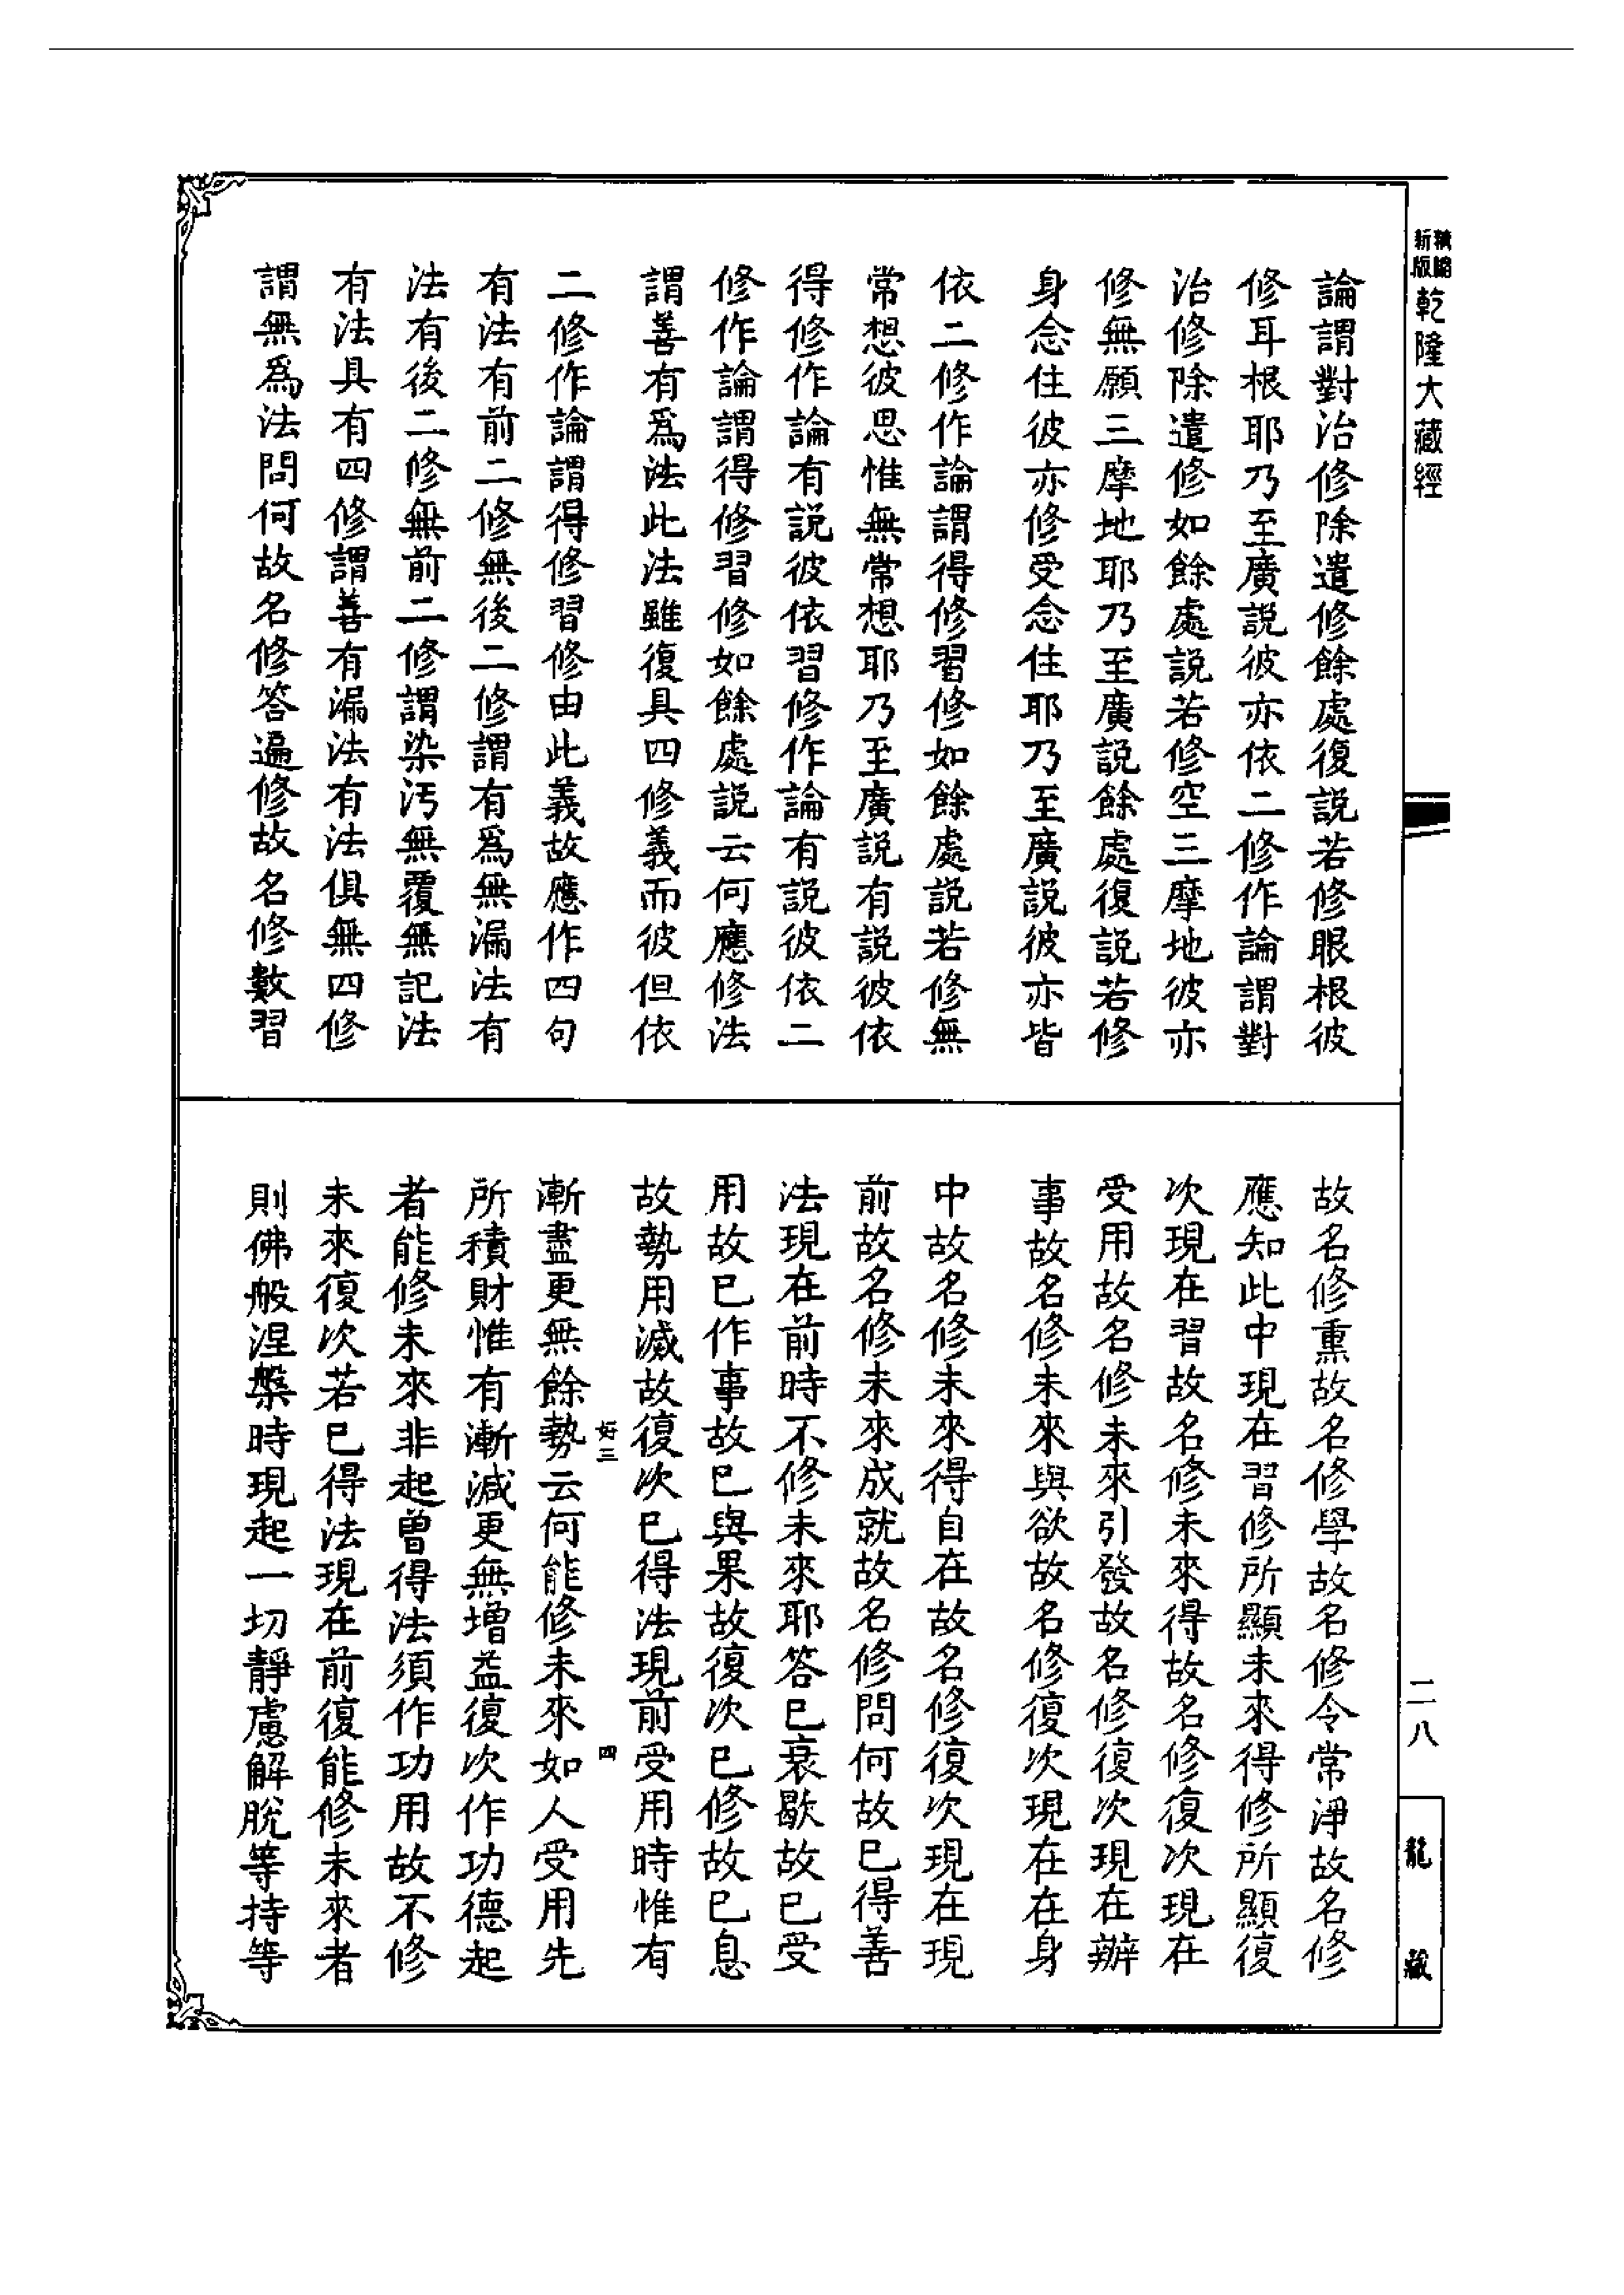 論謂對治修除遣修餘處復説若修眼根彼
修耳根耶乃至廣説彼亦依二修作論謂對
治修除遣修如餘處説若修空三摩地彼亦
修無願三摩地耶乃至廣説餘處復説若修
身念住彼亦修受念住耶乃至廣説彼亦皆
依二修作論謂得修習修如餘處説若修無
常想彼思惟無常想耶乃至廣説有説彼依
得修作論有説彼依習修作論有説彼依二
修作論謂得修習修如餘處説云何應修法
謂善有爲法此法雖復具四修義而彼但依
二修作論謂得修習修由此義故應作四句
有法有前二修無後二修謂有爲無漏法有
法有後二修無前二修謂染汚無覆無記法
有法具有四修謂善有漏法有法俱無四修
謂無爲法問何故名修答遍修故名修數習
故名修熏故名修學故名修令常淨故名修
應知此中現在習修所顯未來得修所顯復
次現在習故名修未來得故名修復次現在
受用故名修未來引發故名修復次現在辦
事故名修未來與欲故名修復次現在在身
中故名修未來得自在故名修復次現在現
前故名修未來成就故名修問何故已得善
法現在前時不修未來耶答已衰歇故已受
用故已作事故已與果故復次已修故已息
故勢用滅故復次已得法現前受用時惟有
漸盡更無餘勢云何能修未來如人受用先
所積財惟有漸減更無增益復次作功德起
者能修未來非起曾得法須作功用故不修
未來復次若已得法現在前復能修未來者
則佛般涅槃時現起一切靜慮解脫等持等
好三
四
新版精縮乾隆大藏經
二八
龍藏